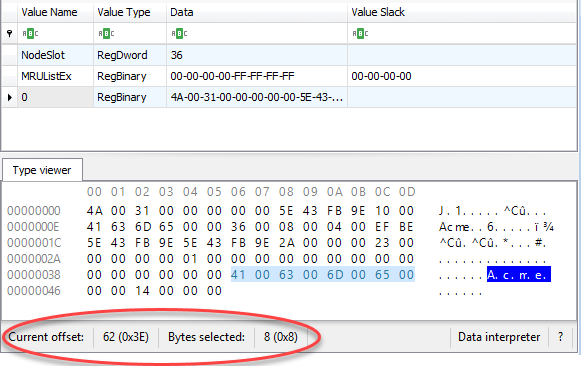 Value Name Value Type Data Value Slack
ABC ABC ABC ABC
NodeSlot RegDword 36
MRUListEx RegBinary 00-00-00-00-FF-FF-FF-FF 00-00-00-00
0 RegBinary 4A-00-31-00-00-00-00-00-5E-43-...
Type viewer
00 01 02 03 04 05 06 07 08 09 0A 0B 0C 0D
00000000 4A 00 31 00 00 00 00 00 5E 43 FB 9E 10 00 J.1.....^Cû...
0000000E 41 63 6D 65 00 00 36 00 08 00 04 00 EF BE Acme..6.....ï¾
0000001C 5E 43 FB 9E 5E 43 FB 9E 2A 00 00 00 23 00 ^Cû.^Cû.*...#.
0000002A 00 00 00 00 01 00 00 00 00 00 00 00 00 00 ..............
00000038 00 00 00 00 00 00 41 00 63 00 6D 00 65 00 ......A.c.m.e.
00000046 00 00 14 00 00 00 ......
Current offset: 62 (0x3E) Bytes selected: 8 (0x8) Data interpreter ?